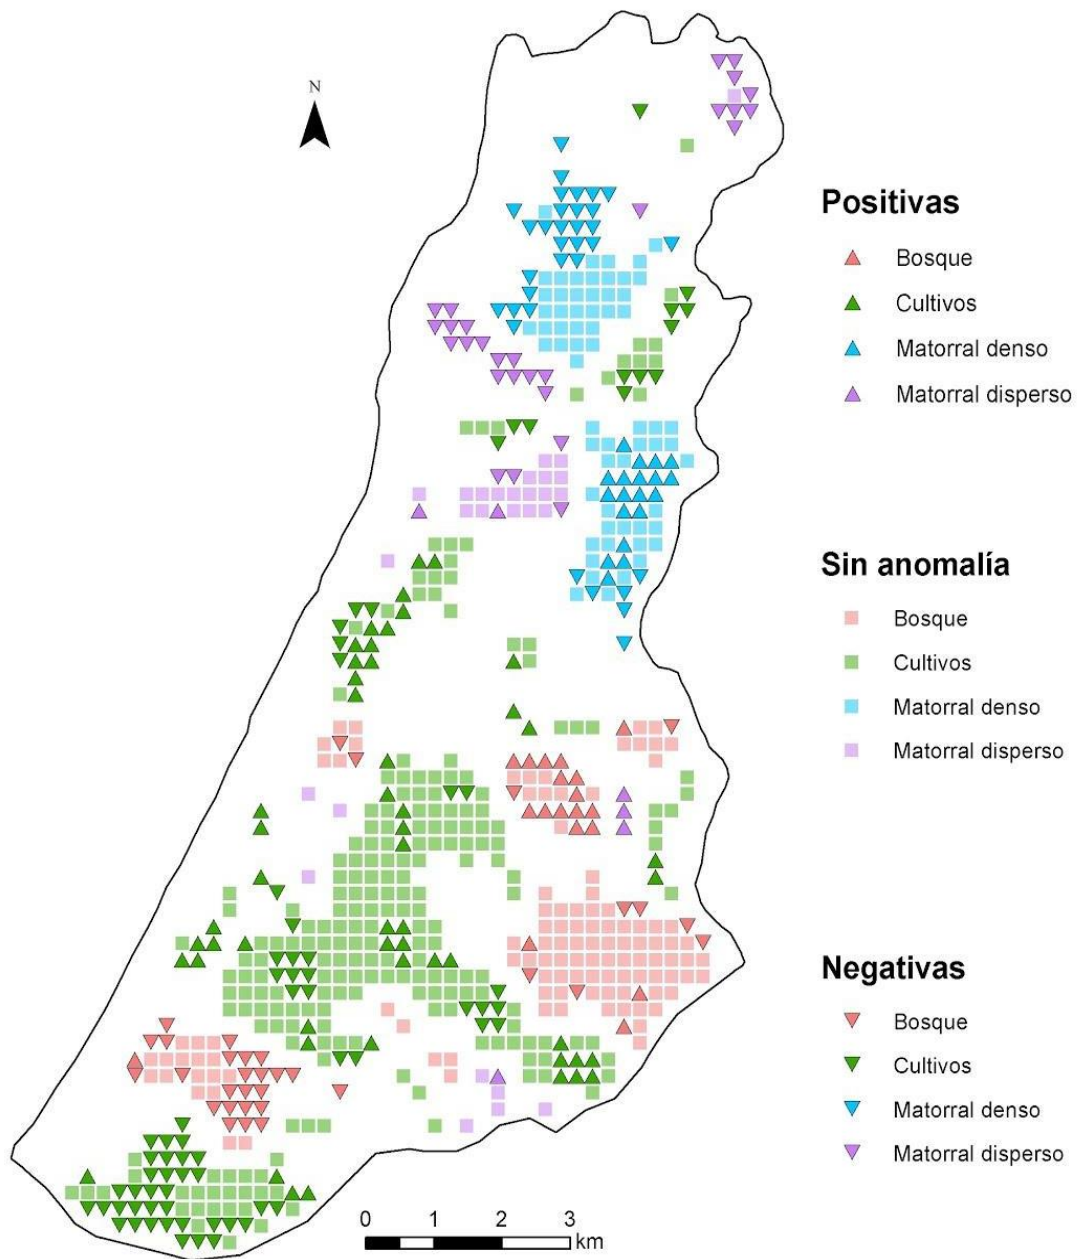 N
Positivas
Bosque
Cultivos
Matorral denso
Matorral disperso
Sin anomalía
Bosque
Cultivos
Matorral denso
Matorral disperso
Negativas
Bosque
Cultivos
Matorral denso
Matorral disperso
0 1 2 3
km